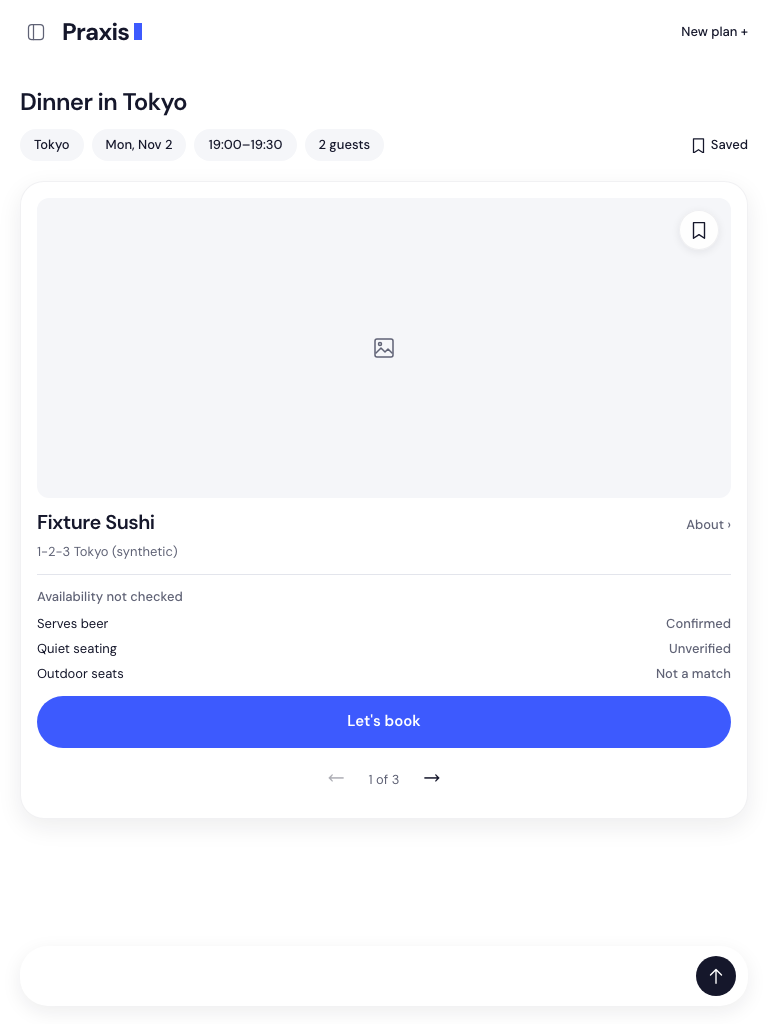 Praxis
New plan +
Dinner in Tokyo
Tokyo
Mon, Nov 2
19:00–19:30
2 guests
Saved
Fixture Sushi
About ›
1-2-3 Tokyo (synthetic)
Availability not checked
Serves beer
Confirmed
Quiet seating
Unverified
Outdoor seats
Not a match
Let's book
← 1 of 3 →